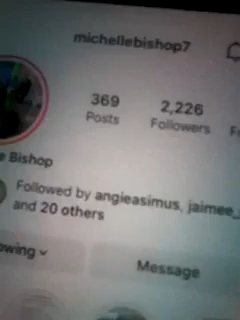 michellebishop7
369 2,226
Posts Followers
Bishop
Followed by angieasimus, jaimee_
and 20 others
Message